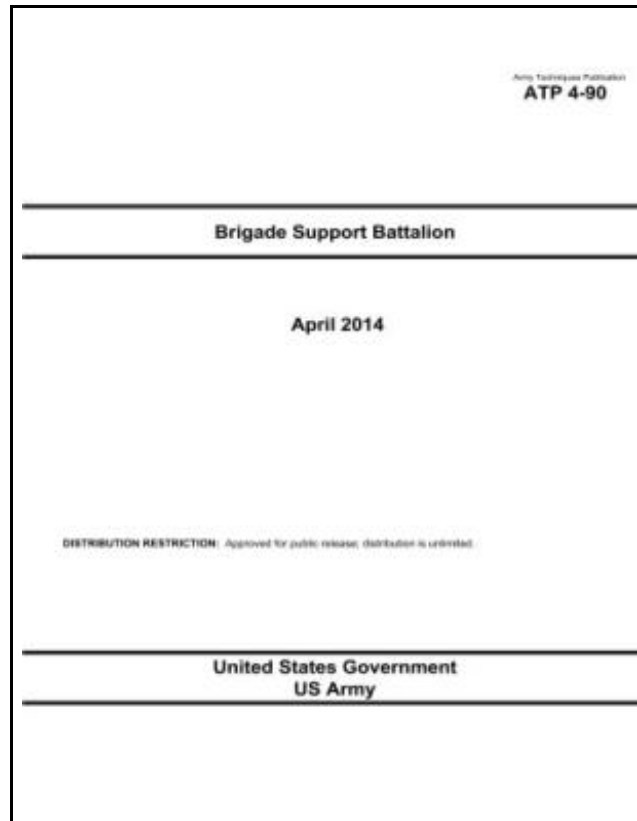 Army Techniques Publication
ATP 4-90
Brigade Support Battalion
April 2014
DISTRIBUTION RESTRICTION: Approved for public release; distribution is unlimited.
United States Government
US Army